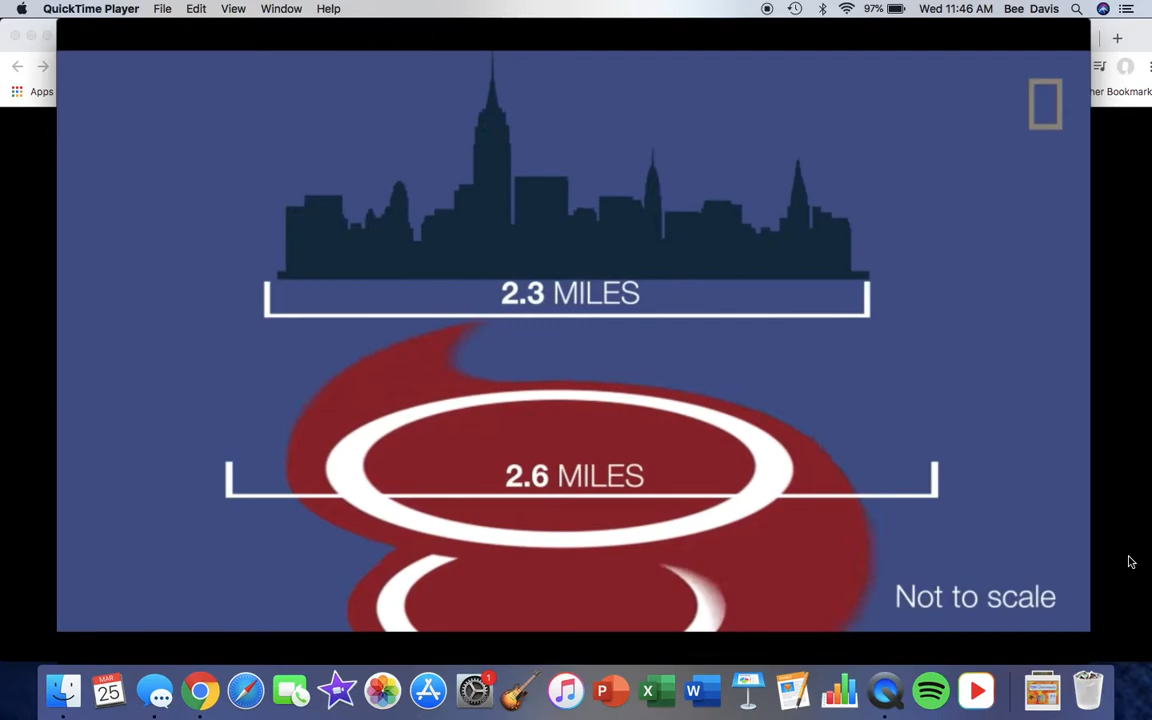 QuickTime Player File Edit View Window Help 97% Wed 11:46 AM Bee Davis
Apps
her Bookmark
2.3 MILES
2.6 MILES
Not to scale
MAR
25
1
P
X
W